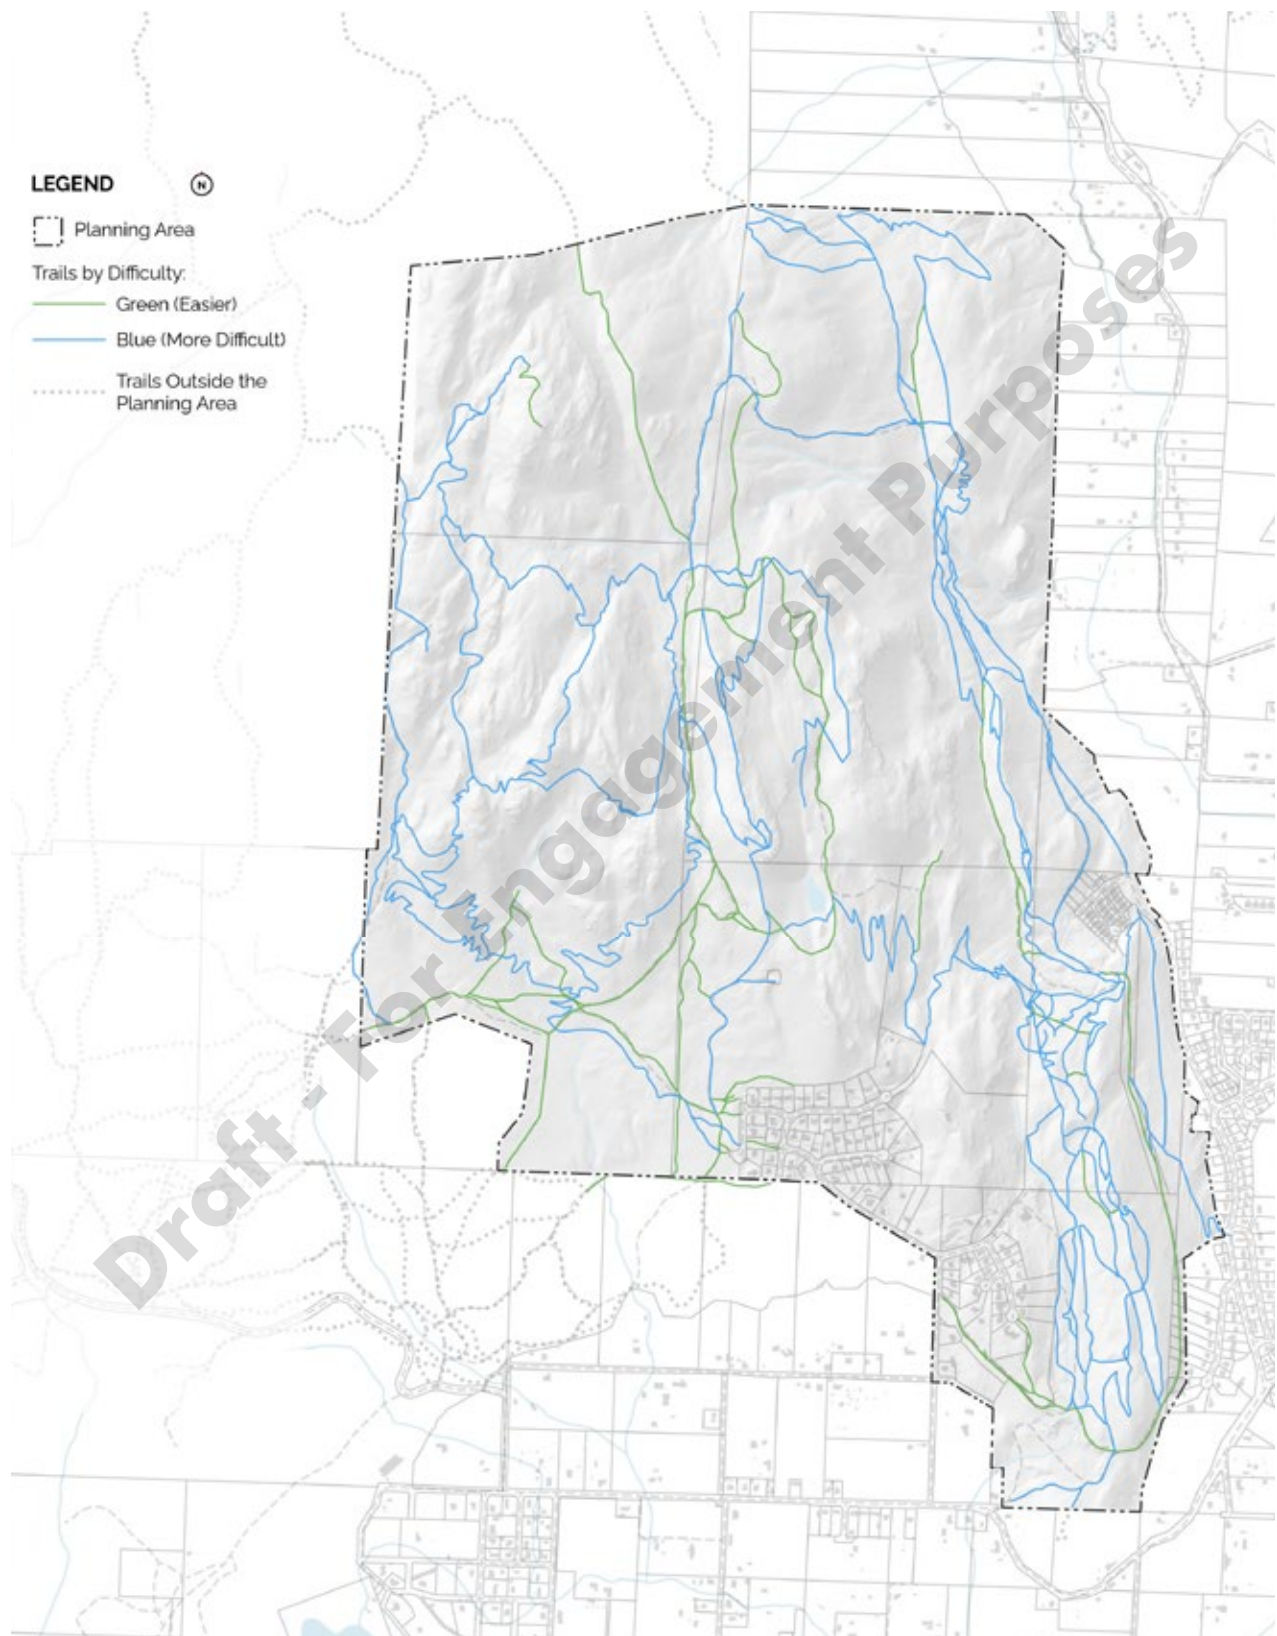 LEGEND
N
Planning Area
Trails by Difficulty:
Green (Easier)
Blue (More Difficult)
Trails Outside the
Planning Area
Draft - For Engagement Purposes